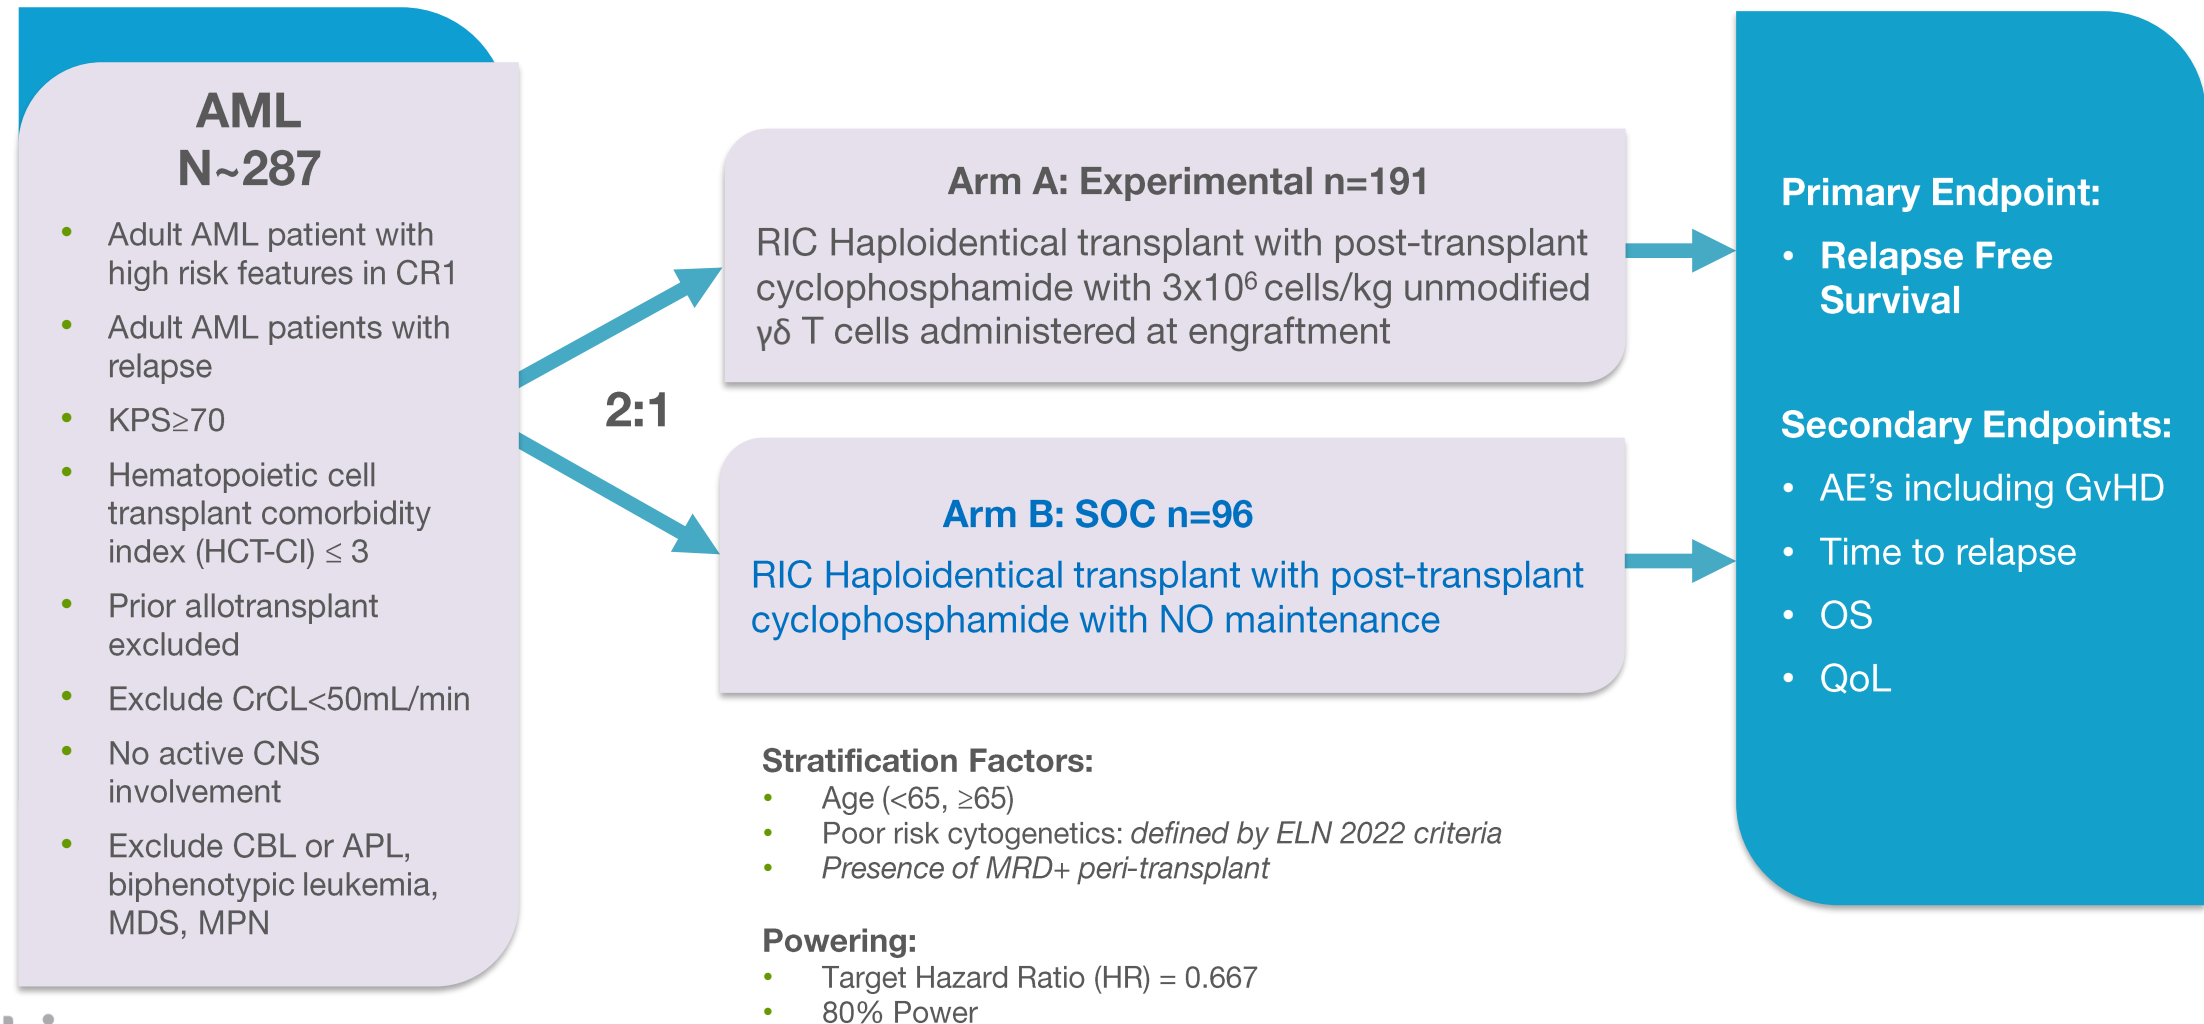 AML
N~287
• Adult AML patient with
high risk features in CR1
• Adult AML patients with
relapse
• KPS≥70
• Hematopoietic cell
transplant comorbidity
index (HCT-CI) ≤ 3
• Prior allotransplant
excluded
• Exclude CrCL<50mL/min
• No active CNS
involvement
• Exclude CBL or APL,
biphenotypic leukemia,
MDS, MPN
2:1
Arm A: Experimental n=191
RIC Haploidentical transplant with post-transplant
cyclophosphamide with 3x10⁶ cells/kg unmodified
γδ T cells administered at engraftment
Arm B: SOC n=96
RIC Haploidentical transplant with post-transplant
cyclophosphamide with NO maintenance
Stratification Factors:
• Age (<65, ≥65)
• Poor risk cytogenetics: defined by ELN 2022 criteria
• Presence of MRD+ peri-transplant
Powering:
• Target Hazard Ratio (HR) = 0.667
• 80% Power
Primary Endpoint:
• Relapse Free
Survival
Secondary Endpoints:
• AE’s including GvHD
• Time to relapse
• OS
• QoL